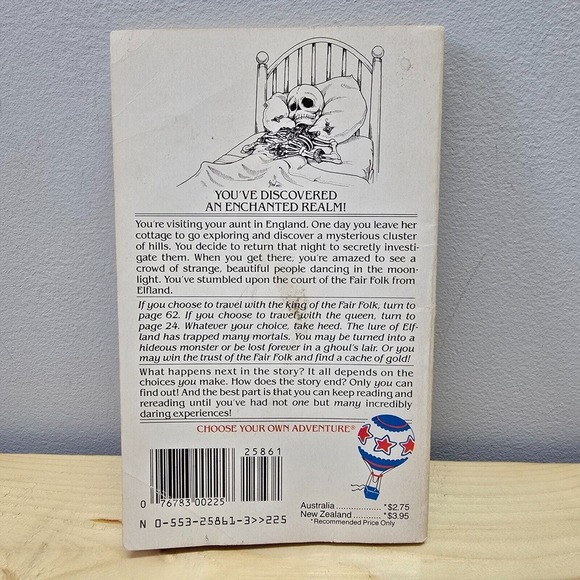 YOU'VE DISCOVERED
AN ENCHANTED REALM!
You're visiting your aunt in England. One day you leave her
cottage to go exploring and discover a mysterious cluster
of hills. You decide to return that night to secretly investi-
gate them. When you get there, you're amazed to see a
crowd of strange, beautiful people dancing in the moon-
light. You've stumbled upon the court of the Fair Folk from
Elfland.
If you choose to travel with the king of the Fair Folk, turn to
page 62. If you choose to travel with the queen, turn to
page 24. Whatever your choice, take heed. The lure of Elf-
land has trapped many mortals. You may be turned into a
hideous monster or be lost forever in a ghoul's lair. Or you
may win the trust of the Fair Folk and find a cache of gold!
What happens next in the story? It all depends on the
choices you make. How does the story end? Only you can
find out! And the best part is that you can keep reading and
rereading until you've had not one but many incredibly
daring experiences!
CHOOSE YOUR OWN ADVENTURE®
25861
0 76783 00225
N 0-553-25861-3>>225
Australia ................ *$2.75
New Zealand .......... *$3.95
*Recommended Price Only